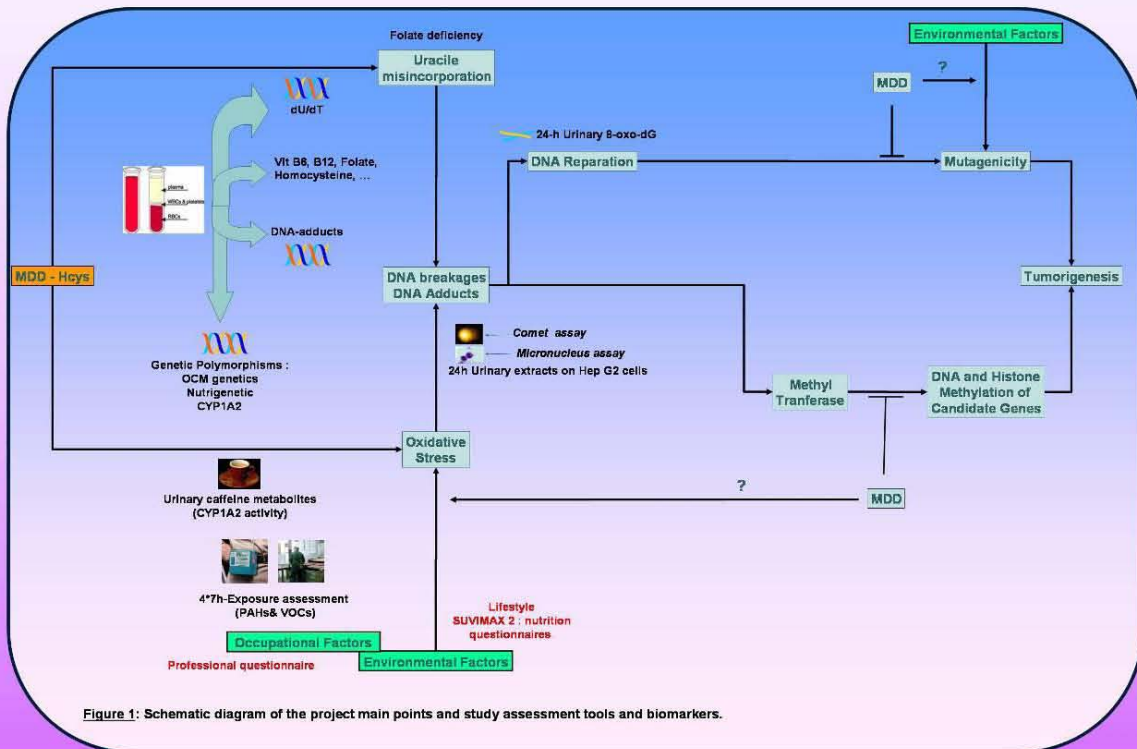 Folate deficiency
Uracile
misincorporation
dU/dT
Vit B6, B12, Folate,
Homocysteine, ...
plasma
WBCs & platelets
RBCs
DNA-adducts
MDD - Hcys
Genetic Polymorphisms :
OCM genetics
Nutrigenetic
CYP1A2
Environmental Factors
?
MDD
24-h Urinary 8-oxo-dG
DNA Reparation
Mutagenicity
DNA breakages
DNA Adducts
Tumorigenesis
Comet assay
Micronucleus assay
24h Urinary extracts on Hep G2 cells
Methyl
Tranferase
DNA and Histone
Methylation of
Candidate Genes
Oxidative
Stress
?
MDD
Urinary caffeine metabolites
(CYP1A2 activity)
4*7h-Exposure assessment
(PAHs& VOCs)
Lifestyle
SUVIMAX 2 : nutrition
questionnaires
Occupational Factors
Professional questionnaire
Environmental Factors
Figure 1: Schematic diagram of the project main points and study assessment tools and biomarkers.